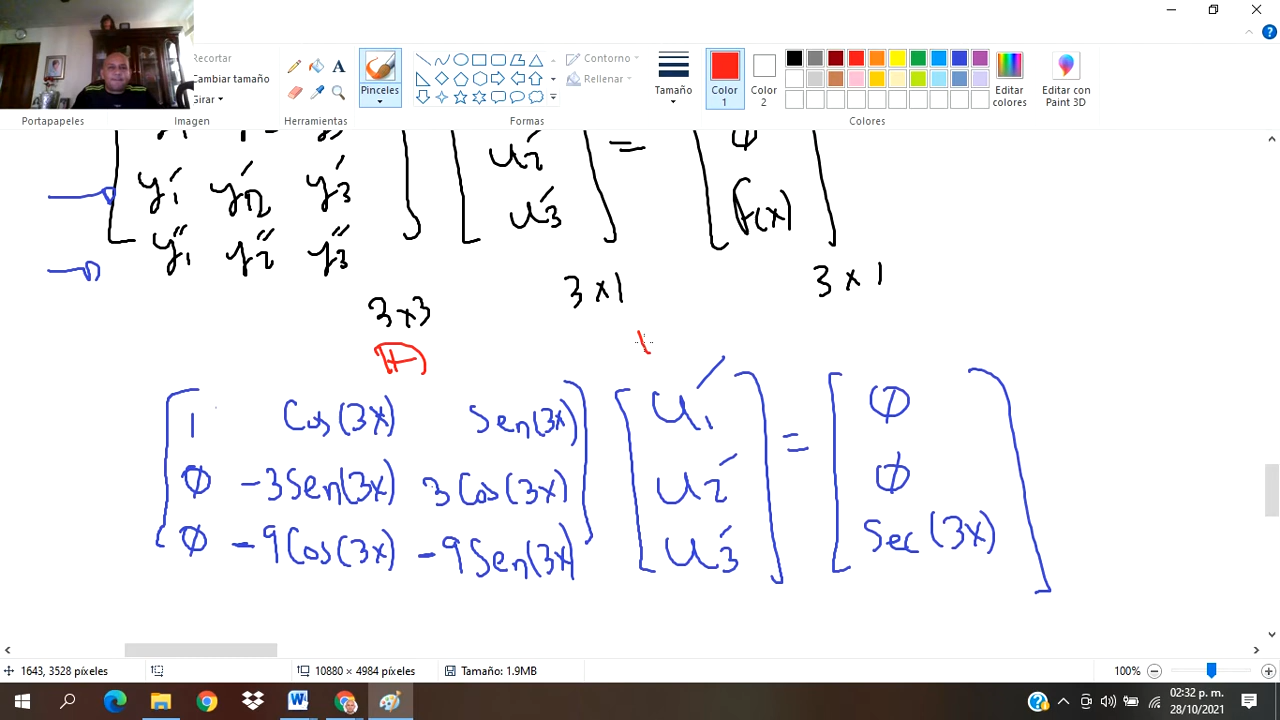 Recortar
Cambiar tamaño
Girar
Pinceles
Contorno
Rellenar
Tamaño
Color 1
Color 2
Editar colores
Editar con Paint 3D
Portapapeles
Imagen
Herramientas
Formas
Colores
u2′ = φ
y1′ y2′ y3′ u3′ f(x)
y1″ y2″ y3″
3x3 3x1 3x1
1 Cos(3x) Sen(3x) u1′ φ
φ -3Sen(3x) 3Cos(3x) u2′ = φ
φ -9Cos(3x) -9Sen(3x) u3′ Sec(3x)
1643, 3528 píxeles
10880 × 4984 píxeles
Tamaño: 1.9MB
100%
02:32 p. m.
28/10/2021